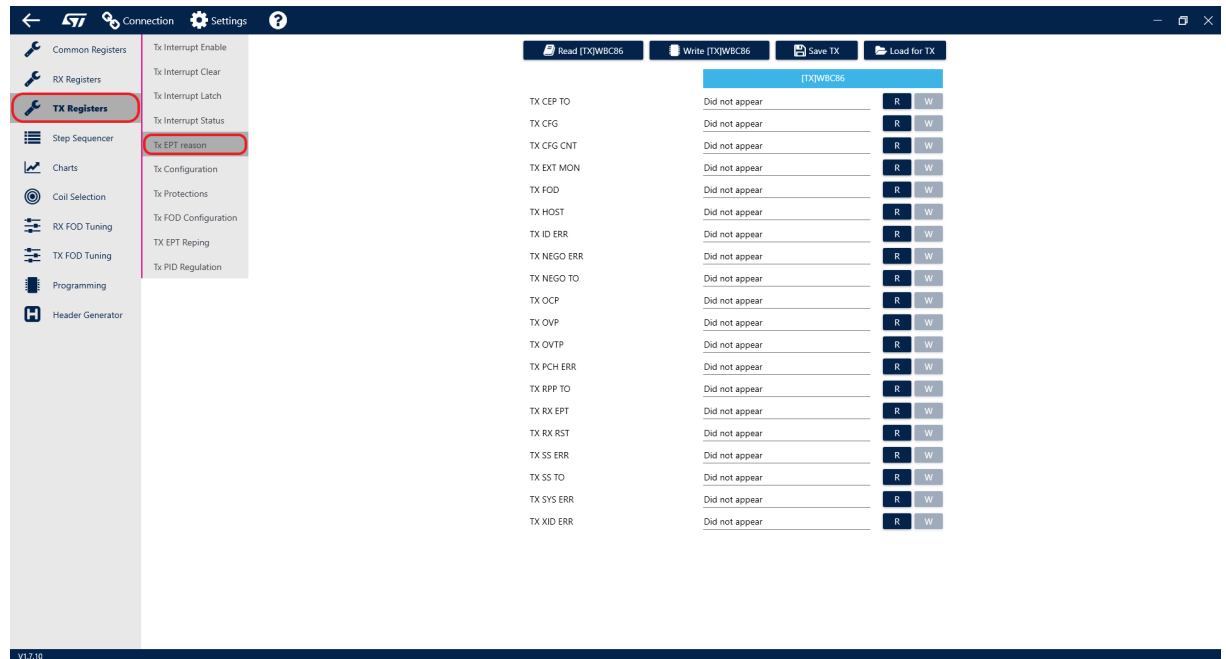 Connection Settings ?
Common Registers
RX Registers
TX Registers
Step Sequencer
Charts
Coil Selection
RX FOD Tuning
TX FOD Tuning
Programming
Header Generator
Tx Interrupt Enable
Tx Interrupt Clear
Tx Interrupt Latch
Tx Interrupt Status
Tx EPT reason
Tx Configuration
Tx Protections
Tx FOD Configuration
TX EPT Reping
Tx PID Regulation
Read [TX]WBC86 Write [TX]WBC86 Save TX Load for TX
[TX]WBC86
TX CEP TO Did not appear R W
TX CFG Did not appear R W
TX CFG CNT Did not appear R W
TX EXT MON Did not appear R W
TX FOD Did not appear R W
TX HOST Did not appear R W
TX ID ERR Did not appear R W
TX NEGO ERR Did not appear R W
TX NEGO TO Did not appear R W
TX OCP Did not appear R W
TX OVP Did not appear R W
TX OVTP Did not appear R W
TX PCH ERR Did not appear R W
TX RPP TO Did not appear R W
TX RX EPT Did not appear R W
TX RX RST Did not appear R W
TX SS ERR Did not appear R W
TX SS TO Did not appear R W
TX SYS ERR Did not appear R W
TX XID ERR Did not appear R W
V1.7.10